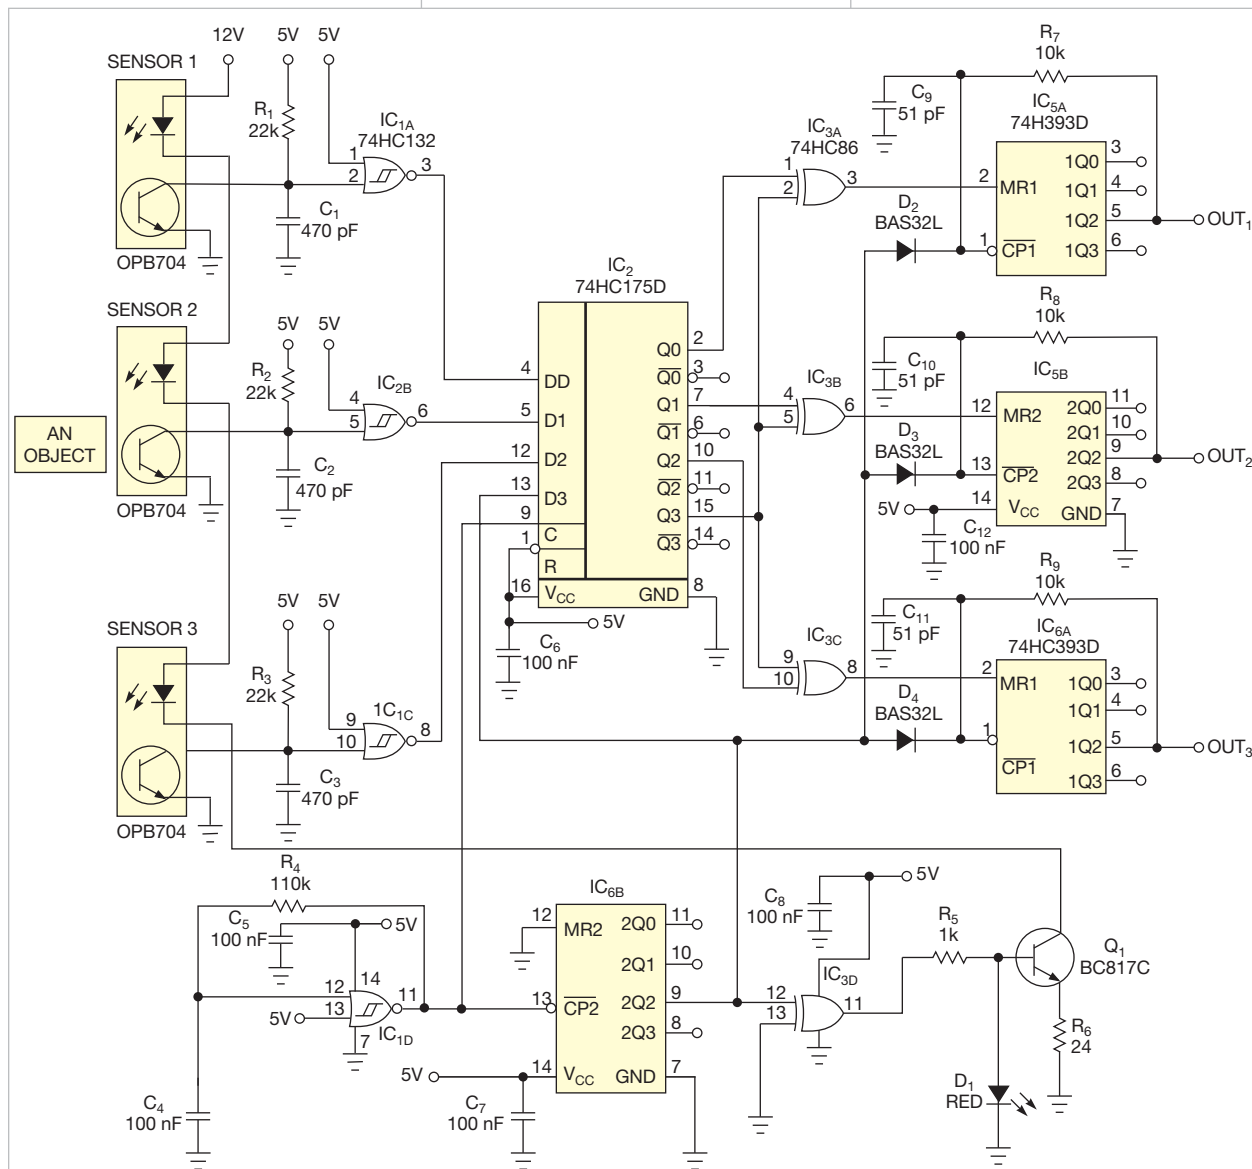 12V
5V
5V
SENSOR 1
R1
22k
IC1A
74HC132
1
2
3
C1
470 pF
OPB704
SENSOR 2
5V
5V
R2
22k
IC2B
4
5
6
C2
470 pF
OPB704
AN
OBJECT
SENSOR 3
5V
5V
R3
22k
1C1C
9
10
8
C3
470 pF
OPB704
IC2
74HC175D
4
DD
5
D1
12
D2
13
D3
9
C
1
R
16
VCC
GND
8
Q0
2
Q0
3
Q1
7
Q1
6
Q2
10
Q2
11
Q3
15
Q3
14
5V
C6
100 nF
IC3A
74HC86
1
2
3
IC3B
4
5
6
IC3C
9
10
8
R7
10k
C9
51 pF
IC5A
74H393D
2
MR1
1
CP1
1Q0
3
1Q1
4
1Q2
5
1Q3
6
OUT1
D2
BAS32L
R8
10k
C10
51 pF
IC5B
12
MR2
13
CP2
14
VCC
GND
7
2Q0
11
2Q1
10
2Q2
9
2Q3
8
OUT2
D3
BAS32L
5V
C12
100 nF
R9
10k
C11
51 pF
IC6A
74HC393D
2
MR1
1
CP1
1Q0
3
1Q1
4
1Q2
5
1Q3
6
OUT3
D4
BAS32L
R4
110k
C5
100 nF
5V
14
12
13
11
5V
7
IC1D
C4
100 nF
IC6B
12
MR2
13
CP2
14
VCC
GND
7
2Q0
11
2Q1
10
2Q2
9
2Q3
8
5V
C7
100 nF
C8
100 nF
5V
IC3D
12
13
11
R5
1k
Q1
BC817C
R6
24
D1
RED